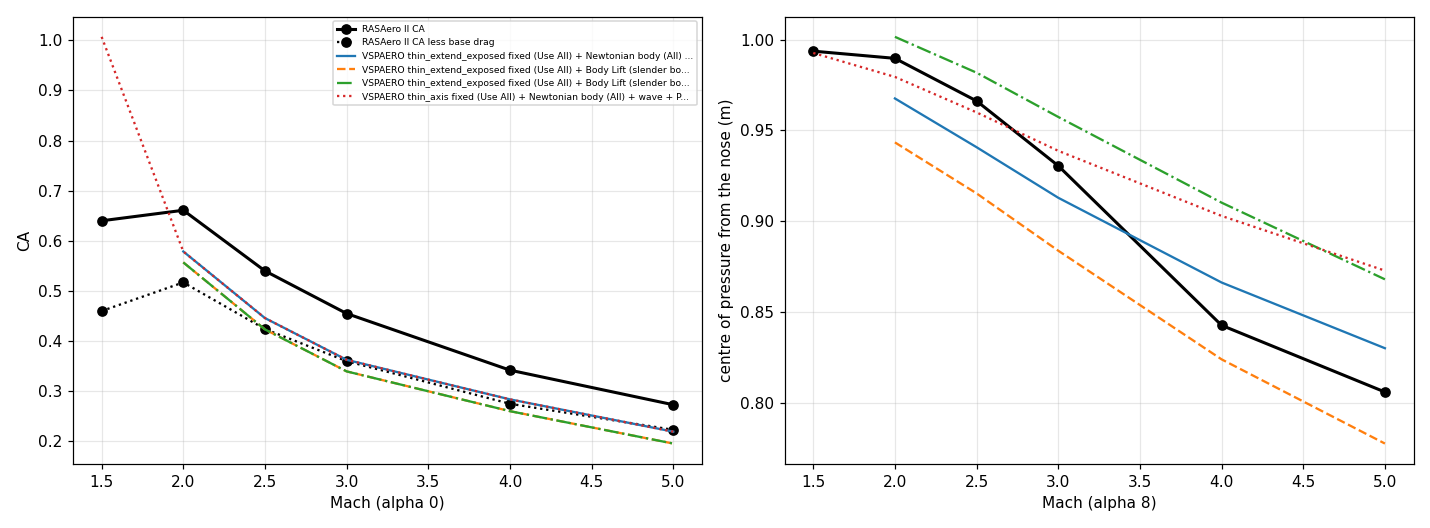 RASAero II CA
RASAero II CA less base drag
VSPAERO thin_extend_exposed fixed (Use All) + Newtonian body (All) ...
VSPAERO thin_extend_exposed fixed (Use All) + Body Lift (slender bo...
VSPAERO thin_extend_exposed fixed (Use All) + Body Lift (slender bo...
VSPAERO thin_axis fixed (Use All) + Newtonian body (All) + wave + P...
1.0
0.9
0.8
0.7
0.6
0.5
0.4
0.3
0.2
CA
1.5 2.0 2.5 3.0 3.5 4.0 4.5 5.0
Mach (alpha 0)
1.00
0.95
0.90
0.85
0.80
centre of pressure from the nose (m)
1.5 2.0 2.5 3.0 3.5 4.0 4.5 5.0
Mach (alpha 8)